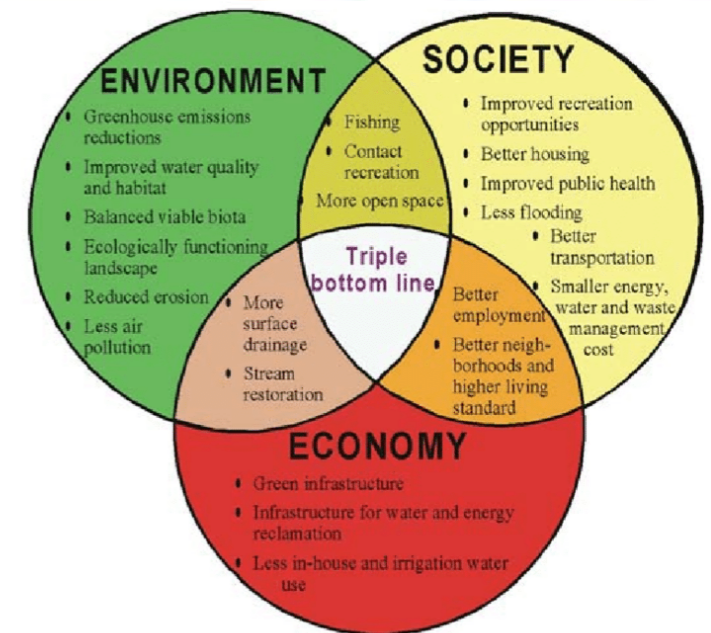 ENVIRONMENT
• Greenhouse emissions
reductions
• Improved water quality
and habitat
• Balanced viable biota
• Ecologically functioning
landscape
• Reduced erosion
• Less air
pollution
• Fishing
• Contact
recreation
• More open space
SOCIETY
• Improved recreation
opportunities
• Better housing
• Improved public health
• Less flooding
• Better
transportation
• Smaller energy,
water and waste
management
cost
Triple
bottom line
• More
surface
drainage
• Stream
restoration
Better
employment
• Better neigh-
borhoods and
higher living
standard
ECONOMY
• Green infrastructure
• Infrastructure for water and energy
reclamation
• Less in-house and irrigation water
use